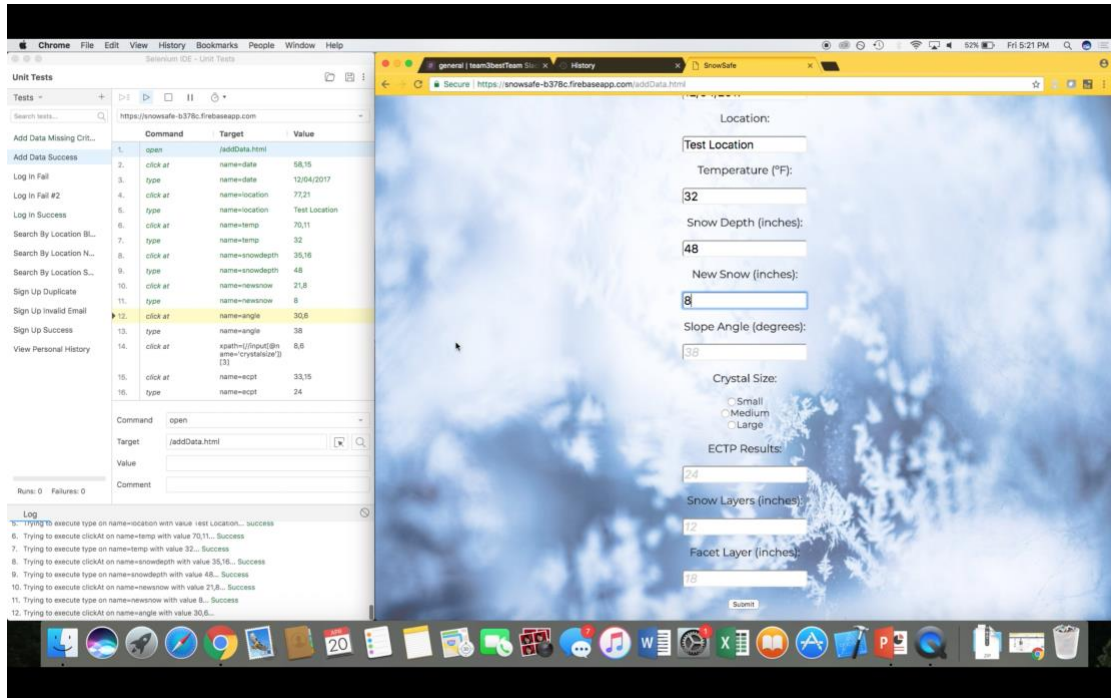 Chrome File Edit View History Bookmarks People Window Help
52% Fri 5:21 PM
Selenium IDE - Unit Tests
Unit Tests
Tests
Search tests...
Add Data Missing Crit...
Add Data Success
Log In Fail
Log In Fail #2
Log In Success
Search By Location Bl...
Search By Location N...
Search By Location S...
Sign Up Duplicate
Sign Up Invalid Email
Sign Up Success
View Personal History
Runs: 0 Failures: 0
https://snowsafe-b378c.firebaseapp.com
Command Target Value
1. open /addData.html
2. click at name=date 58,15
3. type name=date 12/04/2017
4. click at name=location 77,21
5. type name=location Test Location
6. click at name=temp 70,11
7. type name=temp 32
8. click at name=snowdepth 35,16
9. type name=snowdepth 48
10. click at name=newsnow 21,8
11. type name=newsnow 8
12. click at name=angle 30,6
13. type name=angle 38
14. click at xpath=(//input[@n 8,6
ame='crystalsize'])
[3]
15. click at name=ecpt 33,15
16. type name=ecpt 24
Command open
Target /addData.html
Value
Comment
Log
5. Trying to execute type on name=location with value Test Location... Success
6. Trying to execute clickAt on name=temp with value 70,11... Success
7. Trying to execute type on name=temp with value 32... Success
8. Trying to execute clickAt on name=snowdepth with value 35,16... Success
9. Trying to execute type on name=snowdepth with value 48... Success
10. Trying to execute clickAt on name=newsnow with value 21,8... Success
11. Trying to execute type on name=newsnow with value 8... Success
12. Trying to execute clickAt on name=angle with value 30,6...
general | team3bestTeam Slac History SnowSafe
Secure https://snowsafe-b378c.firebaseapp.com/addData.html
Location:
Test Location
Temperature (ºF):
32
Snow Depth (inches):
48
New Snow (inches):
8
Slope Angle (degrees):
38
Crystal Size:
Small
Medium
Large
ECTP Results:
24
Snow Layers (inches):
12
Facet Layer (inches):
18
Submit
20